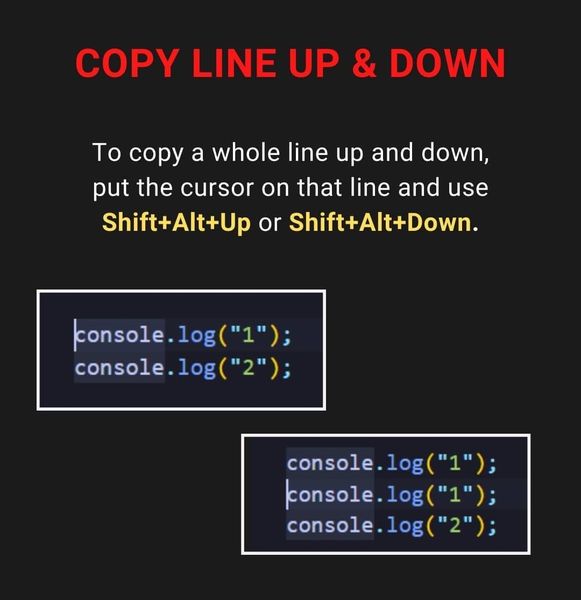 COPY LINE UP & DOWN
To copy a whole line up and down,
put the cursor on that line and use
Shift+Alt+Up or Shift+Alt+Down.
console.log("1");
console.log("2");
console.log("1");
console.log("1");
console.log("2");